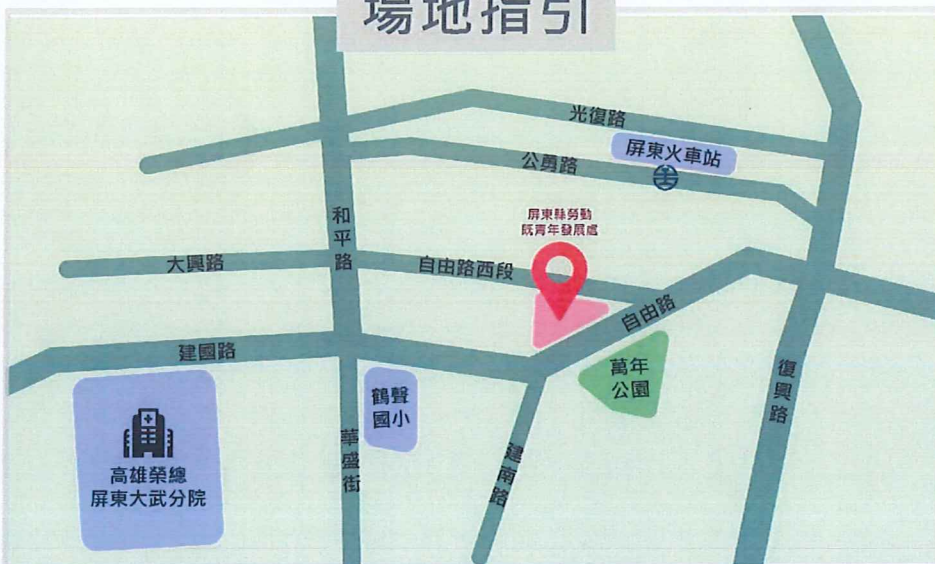 場地指引
光復路
屏東火車站
公勇路
屏東縣勞動
既青年發展處
和平路
大興路
自由路西段
自由路
建國路
萬年
公園
復興路
鶴聲
國小
華盛街
建南路
高雄榮總
屏東大武分院